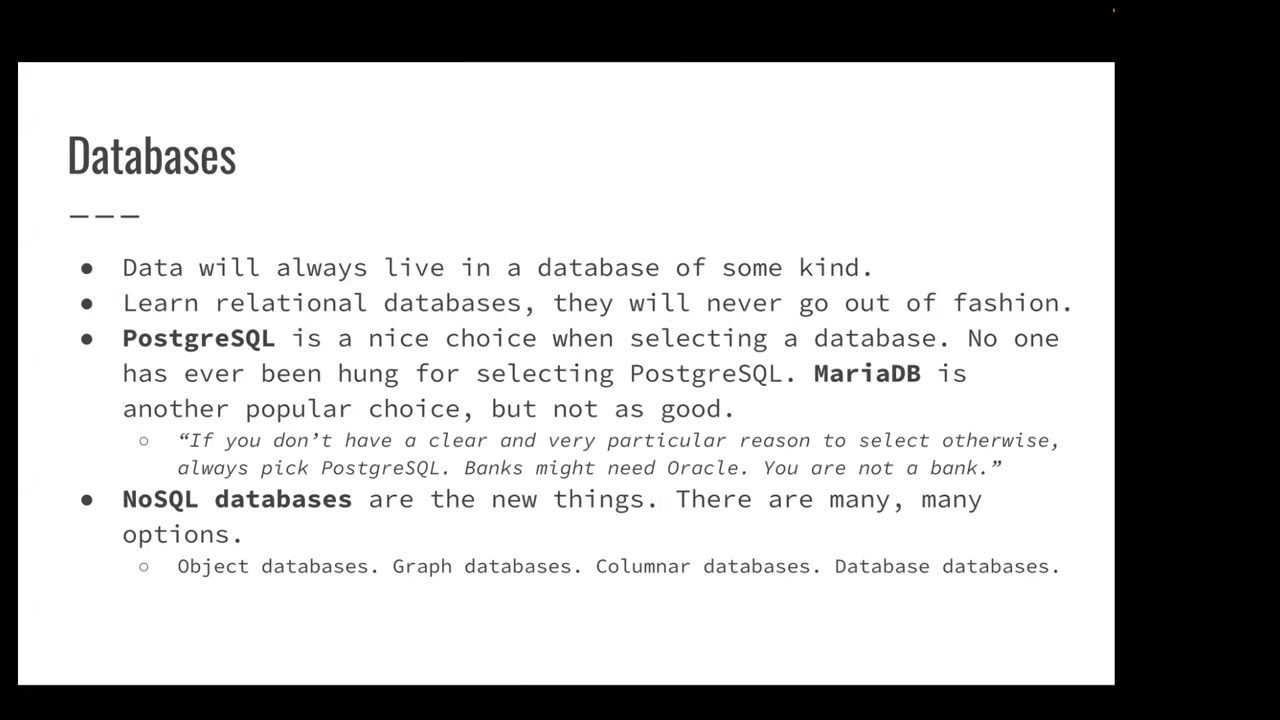 Databases
———
● Data will always live in a database of some kind.
● Learn relational databases, they will never go out of fashion.
● PostgreSQL is a nice choice when selecting a database. No one
has ever been hung for selecting PostgreSQL. MariaDB is
another popular choice, but not as good.
○ “If you don’t have a clear and very particular reason to select otherwise,
always pick PostgreSQL. Banks might need Oracle. You are not a bank.”
● NoSQL databases are the new things. There are many, many
options.
○ Object databases. Graph databases. Columnar databases. Database databases.